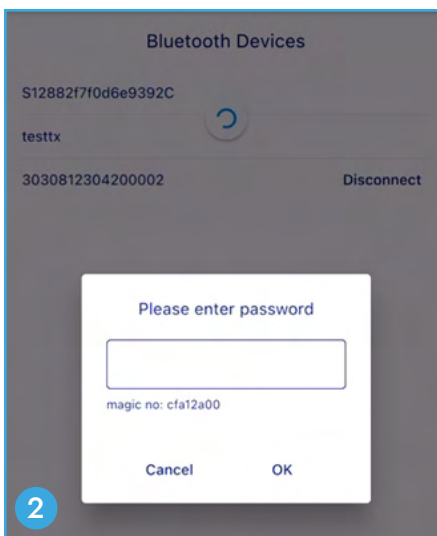 Bluetooth Devices
S12882f7f0d6e9392C
testtx
3030812304200002 Disconnect
Please enter password
magic no: cfa12a00
Cancel OK
2